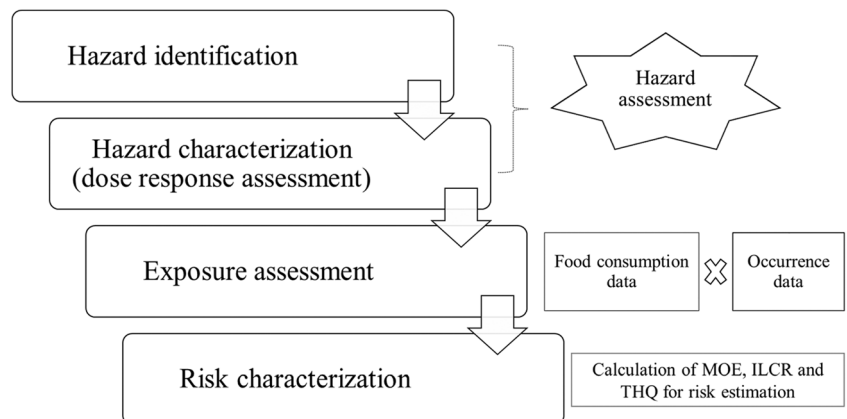 Hazard identification
Hazard
assessment
Hazard characterization
(dose response assessment)
Exposure assessment
Food consumption
data
Occurrence
data
Risk characterization
Calculation of MOE, ILCR and
THQ for risk estimation